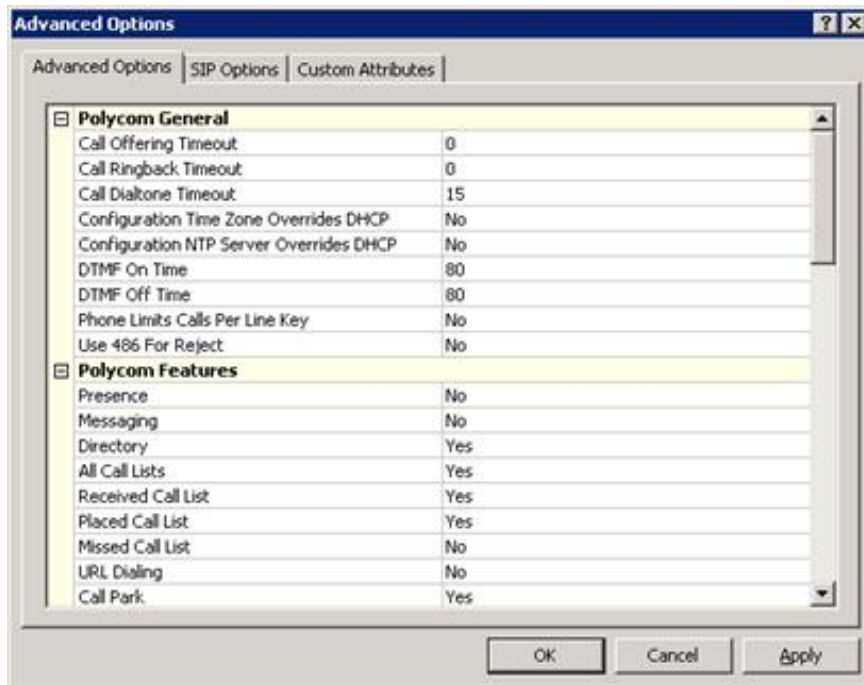 Advanced Options
Advanced Options SIP Options Custom Attributes
Polycom General
Call Offering Timeout 0
Call Ringback Timeout 0
Call Dialtone Timeout 15
Configuration Time Zone Overrides DHCP No
Configuration NTP Server Overrides DHCP No
DTMF On Time 80
DTMF Off Time 80
Phone Limits Calls Per Line Key No
Use 486 For Reject No
Polycom Features
Presence No
Messaging No
Directory Yes
All Call Lists Yes
Received Call List Yes
Placed Call List Yes
Missed Call List No
URL Dialing No
Call Park Yes
OK Cancel Apply